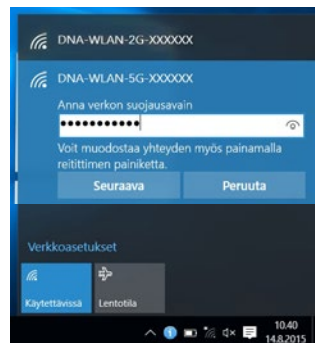 DNA-WLAN-2G-XXXXXX
DNA-WLAN-5G-XXXXXX
Anna verkon suojausavain
Voit muodostaa yhteyden myös painamalla
reitittimen painiketta.
Seuraava Peruuta
Verkkoasetukset
Käytettävissä Lentotila
10.40
14.8.2015